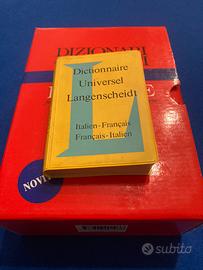 DIZIONARI
Dictionnaire
Universel
Langenscheidt
Italien-Français
Français-Italien
NOVI
subito